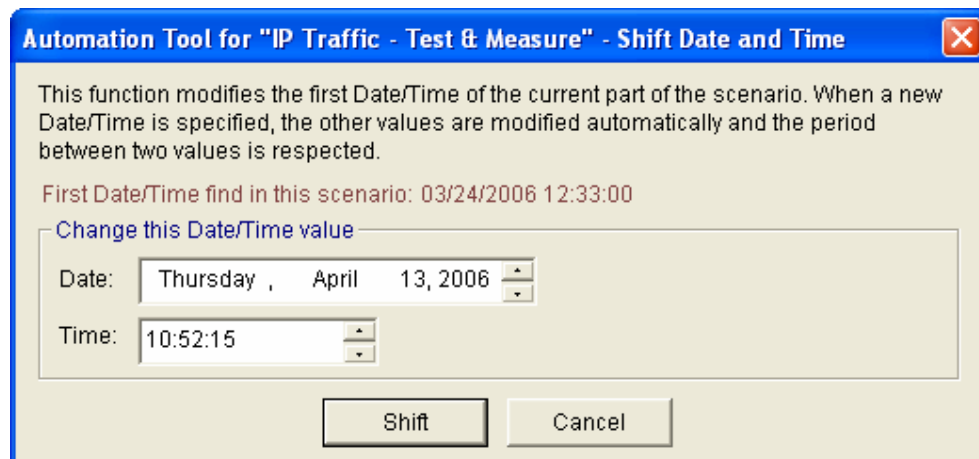 Automation Tool for "IP Traffic - Test & Measure" - Shift Date and Time
This function modifies the first Date/Time of the current part of the scenario. When a new
Date/Time is specified, the other values are modified automatically and the period
between two values is respected.
First Date/Time find in this scenario: 03/24/2006 12:33:00
Change this Date/Time value
Date: Thursday , April 13, 2006
Time: 10:52:15
Shift Cancel